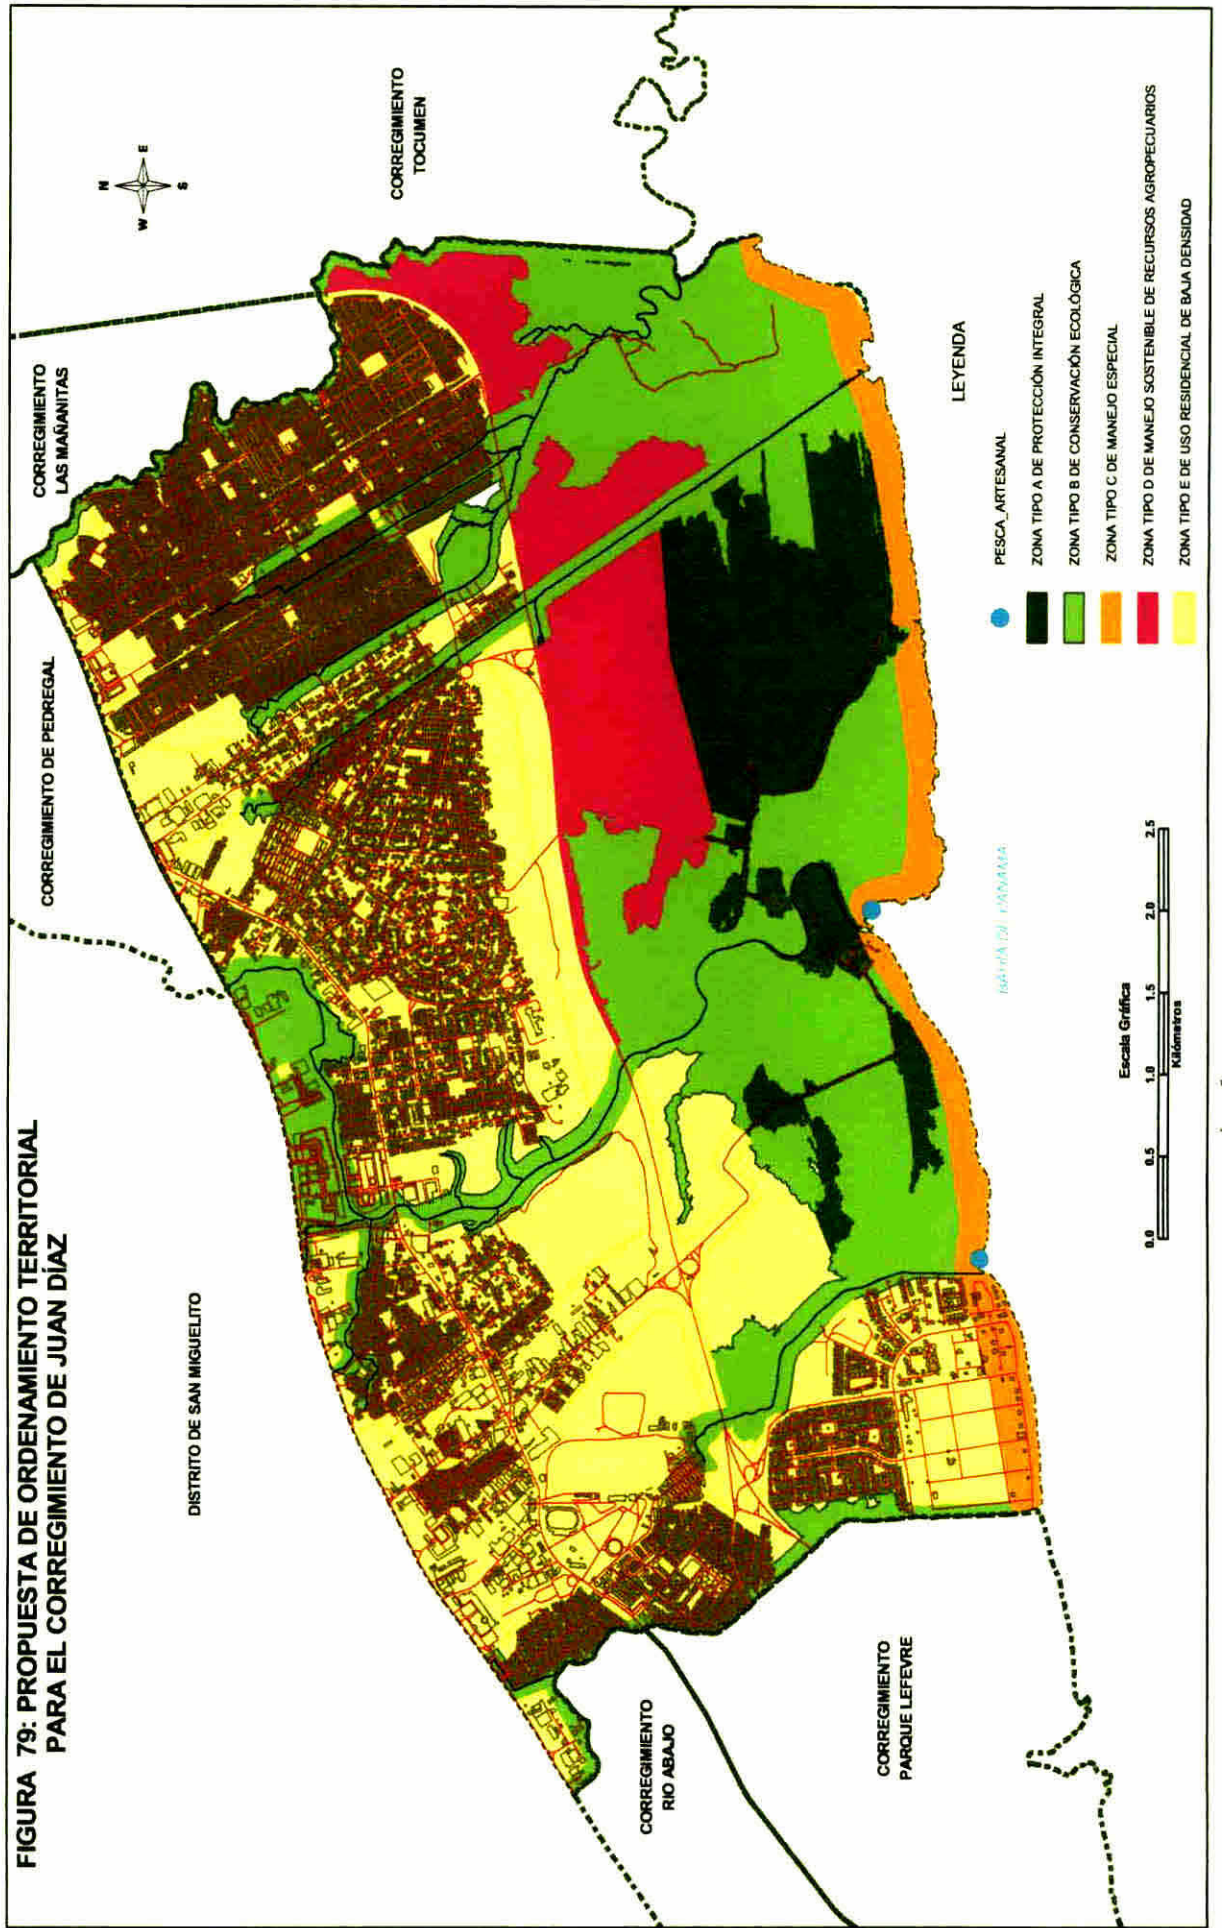 FIGURA 79: PROPUESTA DE ORDENAMIENTO TERRITORIAL
PARA EL CORREGIMIENTO DE JUAN DÍAZ
N
W
E
S
CORREGIMIENTO
LAS MAÑANITAS
CORREGIMIENTO
TOCUMEN
CORREGIMIENTO DE PEDREGAL
DISTRITO DE SAN MIGUELITO
CORREGIMIENTO
RIO ABAJO
CORREGIMIENTO
PARQUE LEFEVRE
BAHIA DE PANAMA
LEYENDA
PESCA_ARTESANAL
ZONA TIPO A DE PROTECCIÓN INTEGRAL
ZONA TIPO B DE CONSERVACIÓN ECOLÓGICA
ZONA TIPO C DE MANEJO ESPECIAL
ZONA TIPO D DE MANEJO SOSTENIBLE DE RECURSOS AGROPECUARIOS
ZONA TIPO E DE USO RESIDENCIAL DE BAJA DENSIDAD
Escala Gráfica
0.0 0.5 1.0 1.5 2.0 2.5
Kilómetros